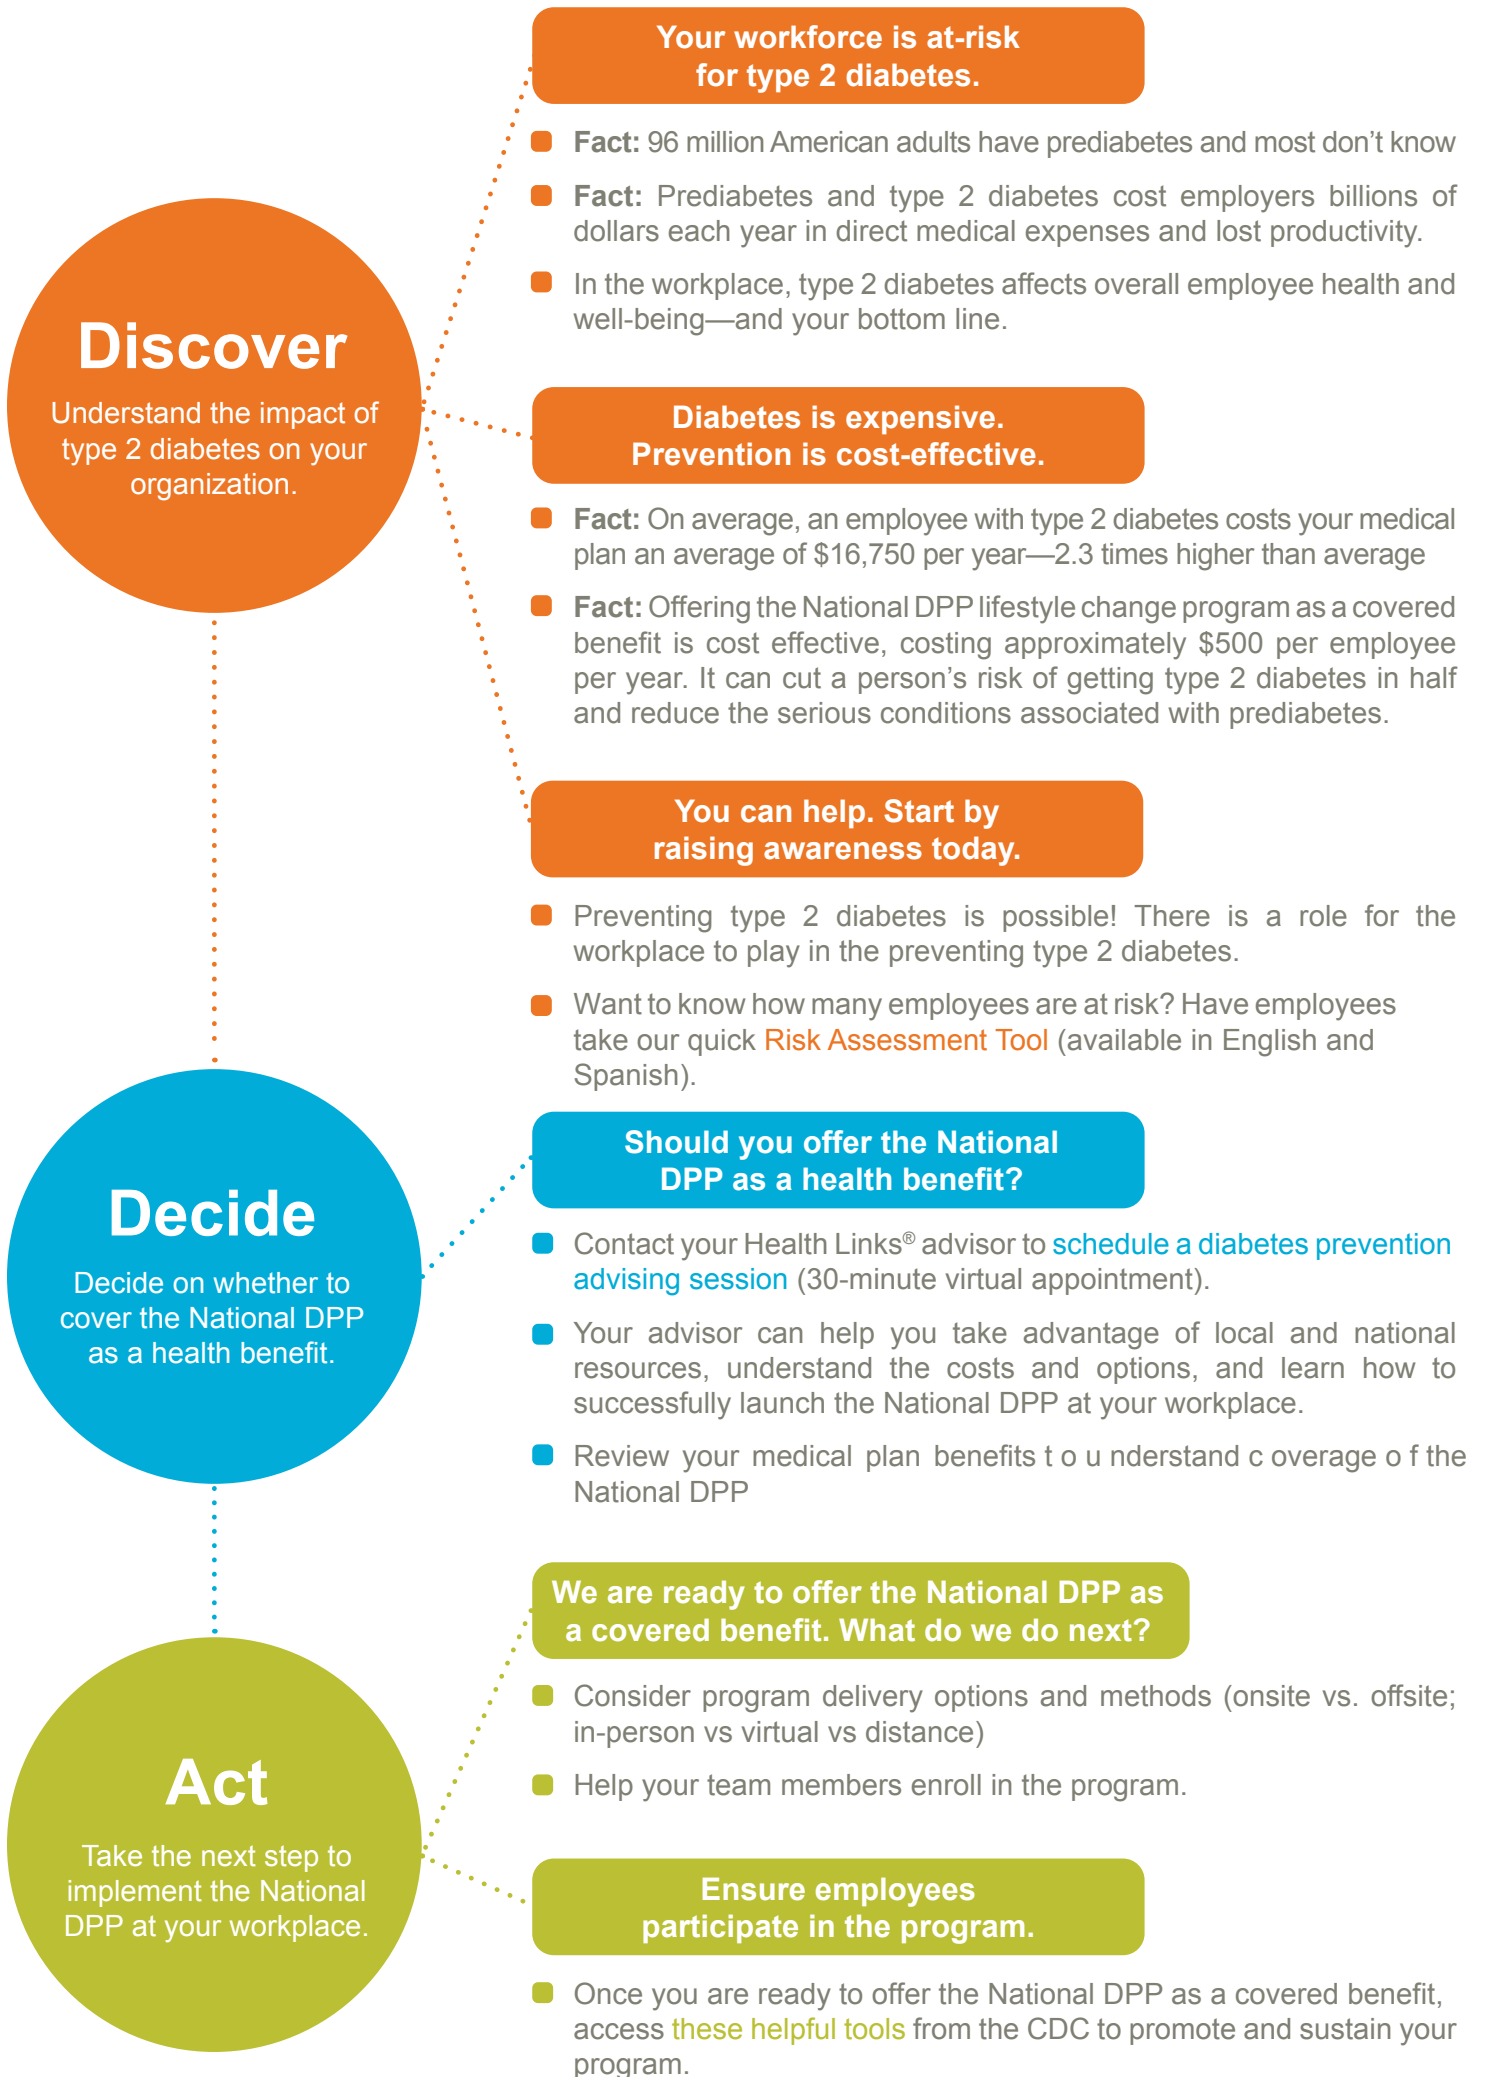 Your workforce is at-risk
for type 2 diabetes.
Fact: 96 million American adults have prediabetes and most don't know
Fact: Prediabetes and type 2 diabetes cost employers billions of
dollars each year in direct medical expenses and lost productivity.
In the workplace, type 2 diabetes affects overall employee health and
well-being—and your bottom line.
Discover
Understand the impact of
type 2 diabetes on your
organization.
Diabetes is expensive.
Prevention is cost-effective.
Fact: On average, an employee with type 2 diabetes costs your medical
plan an average of $16,750 per year—2.3 times higher than average
Fact: Offering the National DPP lifestyle change program as a covered
benefit is cost effective, costing approximately $500 per employee
per year. It can cut a person's risk of getting type 2 diabetes in half
and reduce the serious conditions associated with prediabetes.
You can help. Start by
raising awareness today.
Preventing type 2 diabetes is possible! There is a role for the
workplace to play in the preventing type 2 diabetes.
Want to know how many employees are at risk? Have employees
take our quick Risk Assessment Tool (available in English and
Spanish).
Decide
Decide on whether to
cover the National DPP
as a health benefit.
Should you offer the National
DPP as a health benefit?
Contact your Health Links® advisor to schedule a diabetes prevention
advising session (30-minute virtual appointment).
Your advisor can help you take advantage of local and national
resources, understand the costs and options, and learn how to
successfully launch the National DPP at your workplace.
Review your medical plan benefits t o u nderstand c overage o f the
National DPP
Act
Take the next step to
implement the National
DPP at your workplace.
We are ready to offer the National DPP as
a covered benefit. What do we do next?
Consider program delivery options and methods (onsite vs. offsite;
in-person vs virtual vs distance)
Help your team members enroll in the program.
Ensure employees
participate in the program.
Once you are ready to offer the National DPP as a covered benefit,
access these helpful tools from the CDC to promote and sustain your
program.